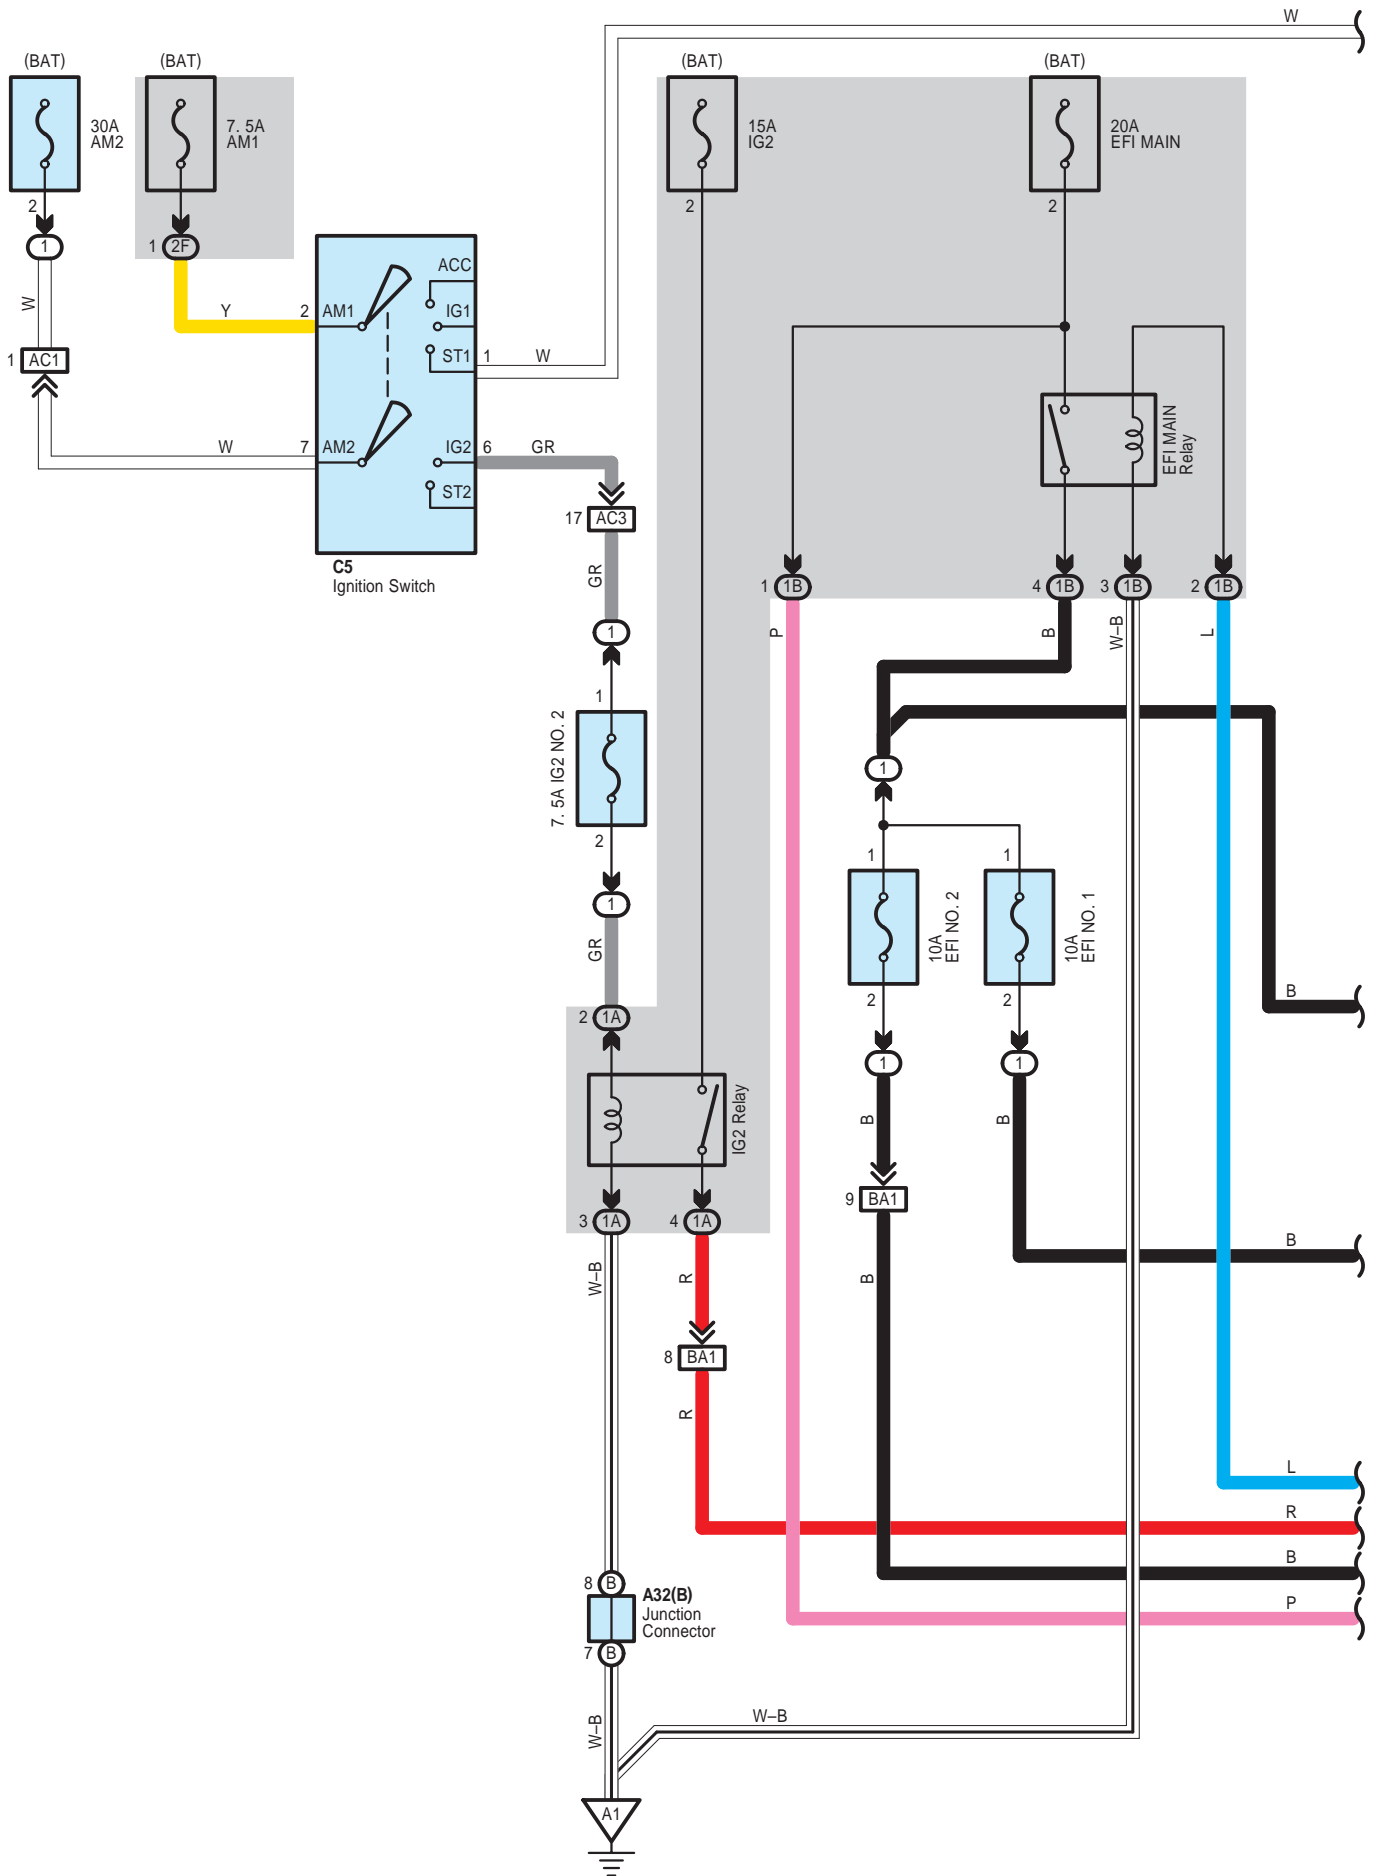 W
(BAT)
(BAT)
(BAT)
(BAT)
30A
AM2
7. 5A
AM1
15A
IG2
20A
EFI MAIN
2
2
2
1
1 2F
W
Y
2 AM1
ACC
IG1
ST1 1
W
1 AC1
W
7 AM2
IG2 6
GR
ST2
EFI MAIN
Relay
17 AC3
C5
Ignition Switch
GR
1 1B
4 1B
3 1B
2 1B
P
B
W–B
L
1
1
7. 5A IG2 NO. 2
2
1
1
1
1
10A
EFI NO. 2
10A
EFI NO. 1
2
2
1
GR
B
2 1A
1
1
IG2 Relay
B
B
9 BA1
3 1A
4 1A
B
W–B
R
B
8 BA1
R
L
R
B
P
8 B
A32(B)
Junction
Connector
7 B
W–B
W–B
A1